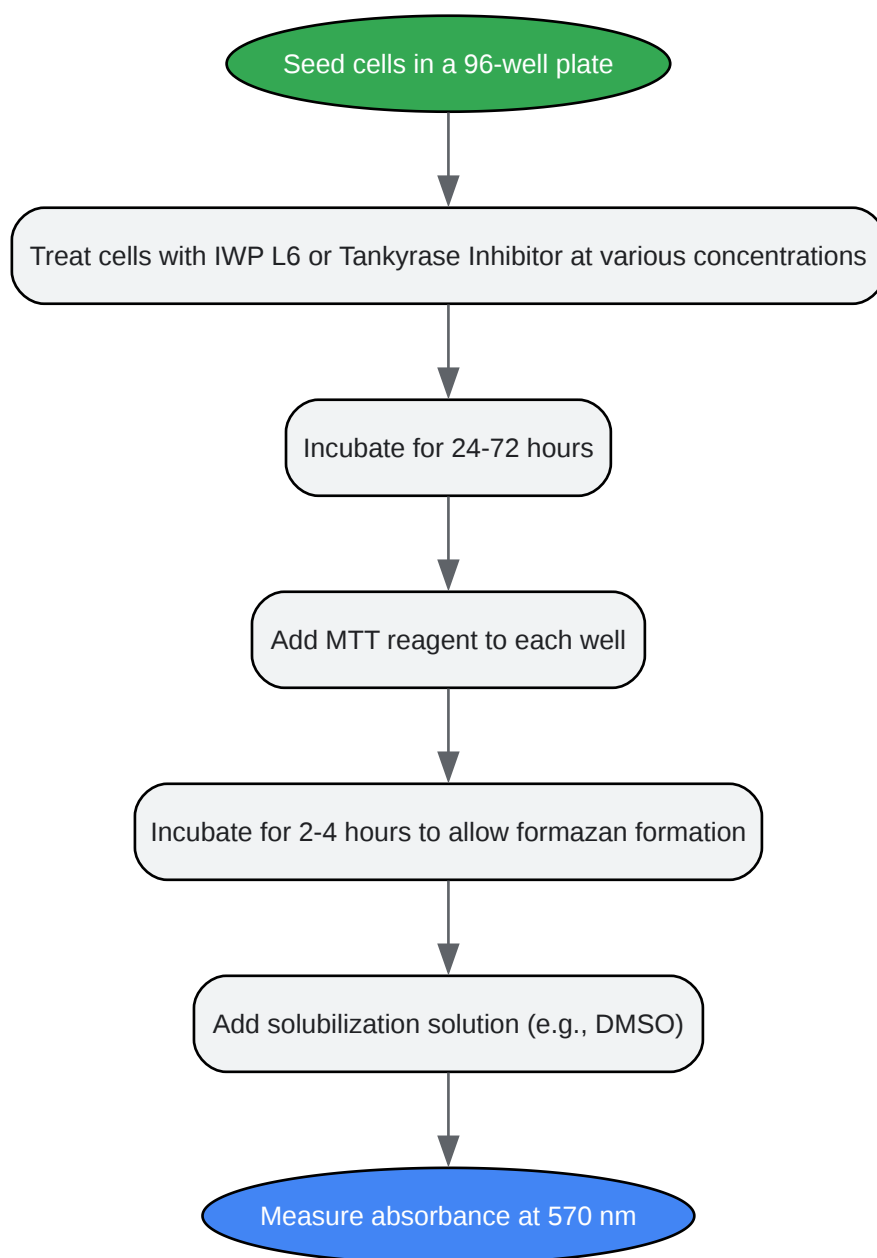 Seed cells in a 96-well plate
Treat cells with IWP L6 or Tankyrase Inhibitor at various concentrations
Incubate for 24-72 hours
Add MTT reagent to each well
Incubate for 2-4 hours to allow formazan formation
Add solubilization solution (e.g., DMSO)
Measure absorbance at 570 nm